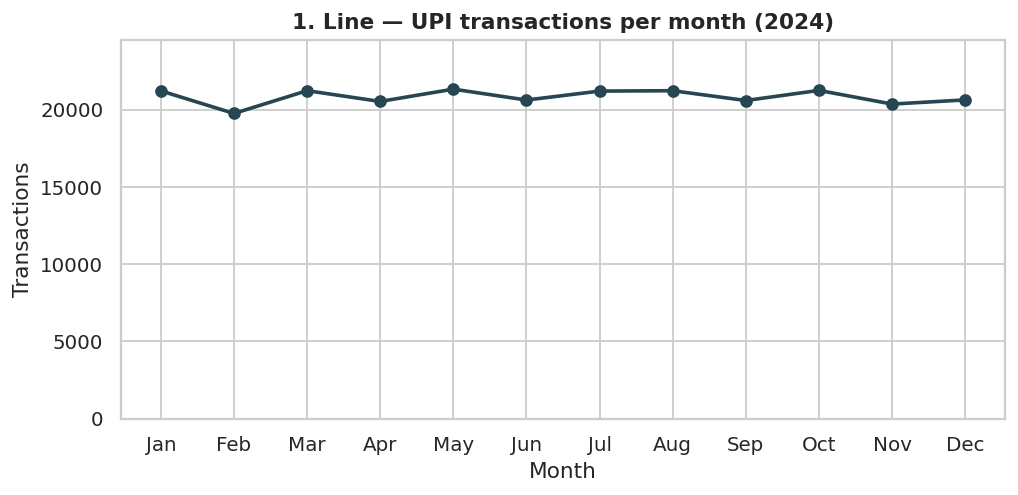 1. Line — UPI transactions per month (2024)
Transactions
20000
15000
10000
5000
0
Jan Feb Mar Apr May Jun Jul Aug Sep Oct Nov Dec
Month